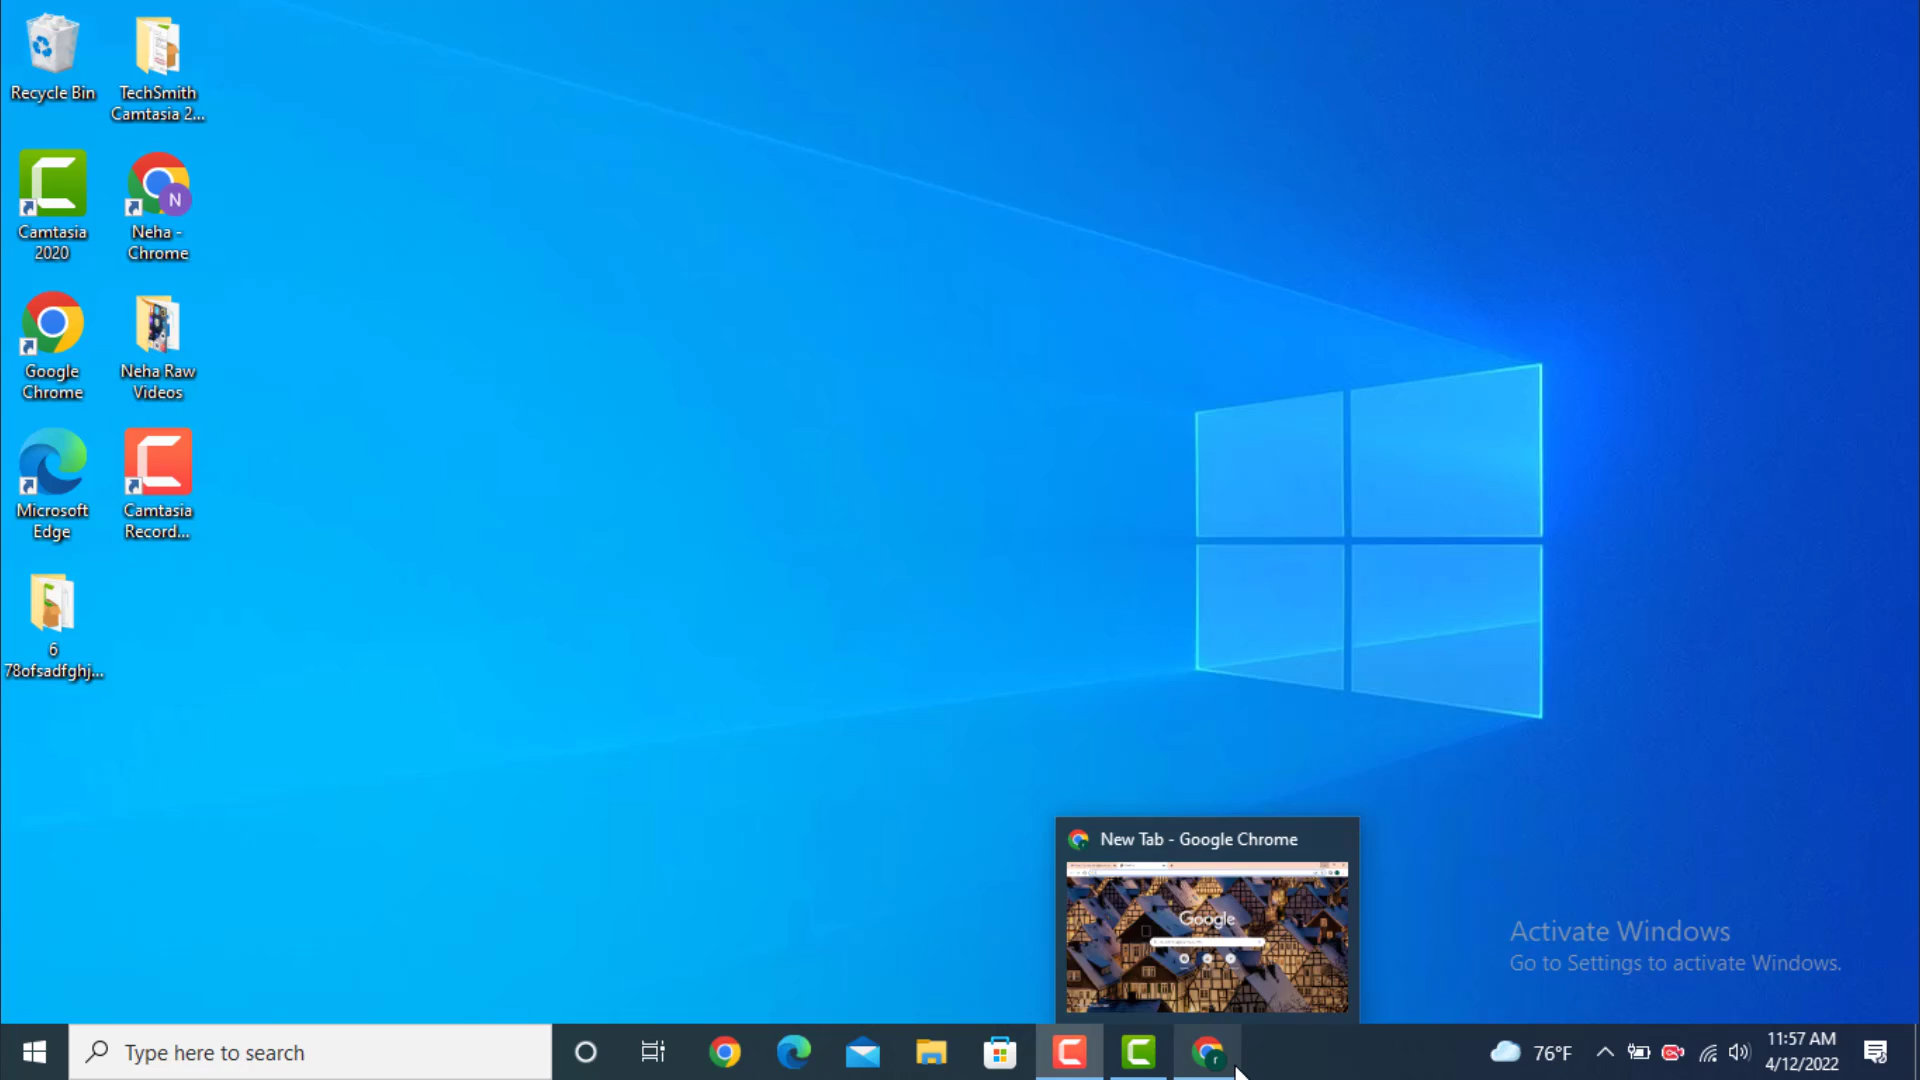 Recycle Bin
TechSmith
Camtasia 2...
Camtasia
2020
N
Neha -
Chrome
Google
Chrome
Neha Raw
Videos
Microsoft
Edge
Camtasia
Record...
6
78ofsadfghj...
New Tab - Google Chrome
Google
Activate Windows
Go to Settings to activate Windows.
Type here to search
76°F
11:57 AM
4/12/2022